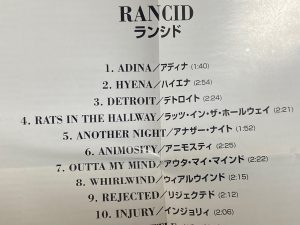 RANCID
ランシド
1. ADINA／アディナ (1:40)
2. HYENA／ハイエナ (2:54)
3. DETROIT／デトロイト (2:24)
4. RATS IN THE HALLWAY／ラッツ・イン・ザ・ホールウェイ (2:21)
5. ANOTHER NIGHT／アナザー・ナイト (1:52)
6. ANIMOSITY／アニモスティ (2:25)
7. OUTTA MY MIND／アウタ・マイ・マインド (2:22)
8. WHIRLWIND／ウィアルウインド (2:15)
9. REJECTED／リジェクテド (2:12)
10. INJURY／インジョリィ (2:06)